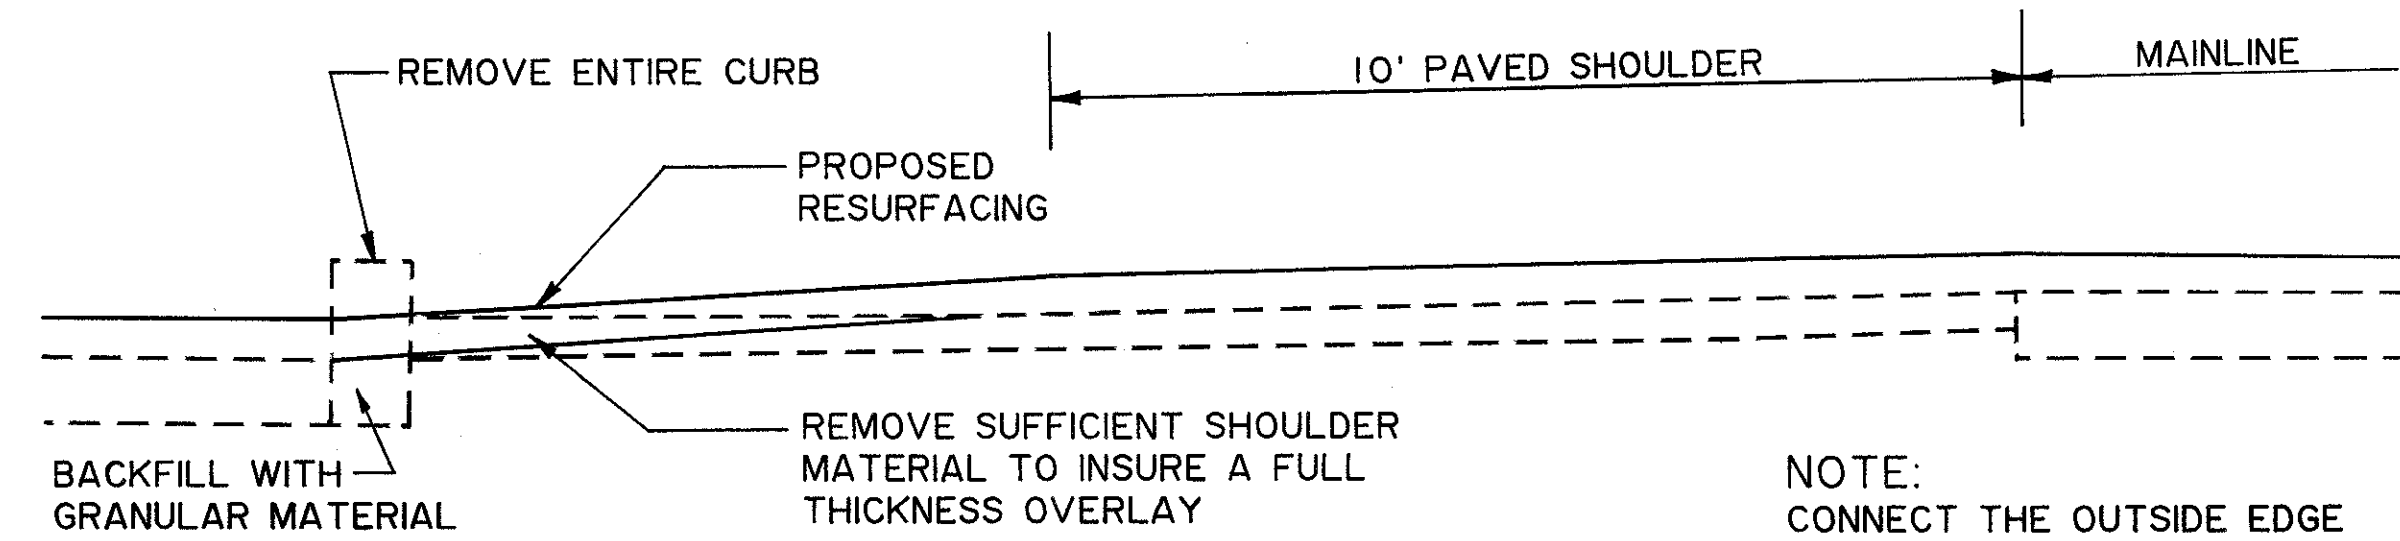 REMOVE ENTIRE CURB
10' PAVED SHOULDER
MAINLINE
PROPOSED
RESURFACING
REMOVE SUFFICIENT SHOULDER
MATERIAL TO INSURE A FULL
THICKNESS OVERLAY
BACKFILL WITH
GRANULAR MATERIAL
NOTE:
CONNECT THE OUTSIDE EDGE